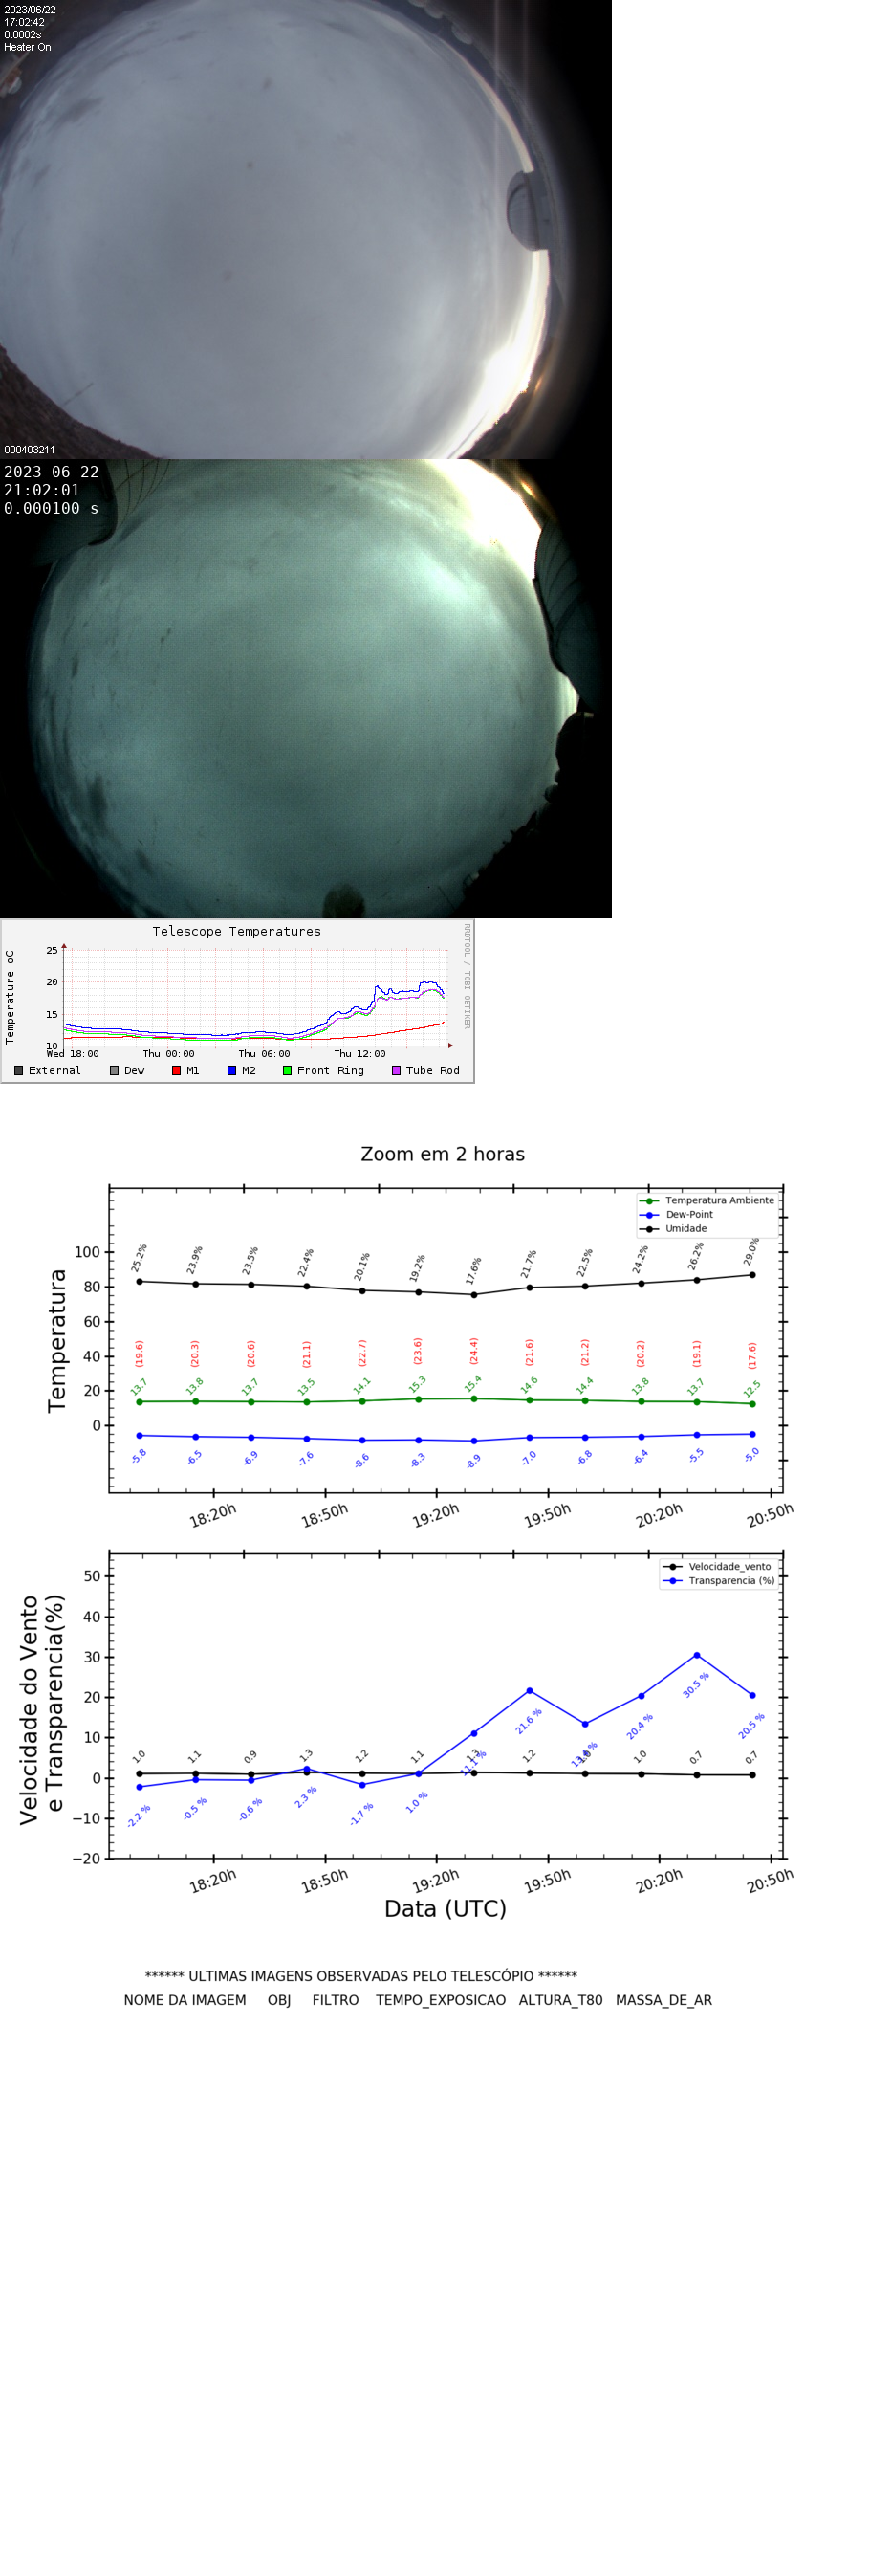 2023/06/22
17:02:42
0.0002s
Heater On
000403211
2023-06-22
21:02:01
0.000100 s
Telescope Temperatures
RRDTOOL / TOBI OETIKER
Temperature oC
25
20
15
10
Wed 18:00 Thu 00:00 Thu 06:00 Thu 12:00
External Dew M1 M2 Front Ring Tube Rod
Zoom em 2 horas
Temperatura Ambiente
Dew-Point
Umidade
Temperatura
100
80
60
40
20
0
25.2% 23.9% 23.5% 22.4% 20.1% 19.2% 17.6% 21.7% 22.5% 24.2% 26.2% 29.0%
(19.6) (20.3) (20.6) (21.1) (22.7) (23.6) (24.4) (21.6) (21.2) (20.2) (19.1) (17.6)
13.7 13.8 13.7 13.5 14.1 15.3 15.4 14.6 14.4 13.8 13.7 12.5
-5.8 -6.5 -6.9 -7.6 -8.6 -8.3 -8.9 -7.0 -6.8 -6.4 -5.5 -5.0
18:20h 18:50h 19:20h 19:50h 20:20h 20:50h
Velocidade_vento
Transparencia (%)
Velocidade do Vento
e Transparencia(%)
50
40
30
20
10
0
−10
−20
1.0 1.1 0.9 1.3 1.2 1.1 1.3 1.2 1.0 0.7 0.7
-2.2 % -0.5 % -0.6 % 2.3 % -1.7 % 1.0 % 11.1 % 21.6 % 20.4 % 30.5 % 20.5 %
18:20h 18:50h 19:20h 19:50h 20:20h 20:50h
Data (UTC)
****** ULTIMAS IMAGENS OBSERVADAS PELO TELESCÓPIO ******
NOME DA IMAGEM OBJ FILTRO TEMPO_EXPOSICAO ALTURA_T80 MASSA_DE_AR